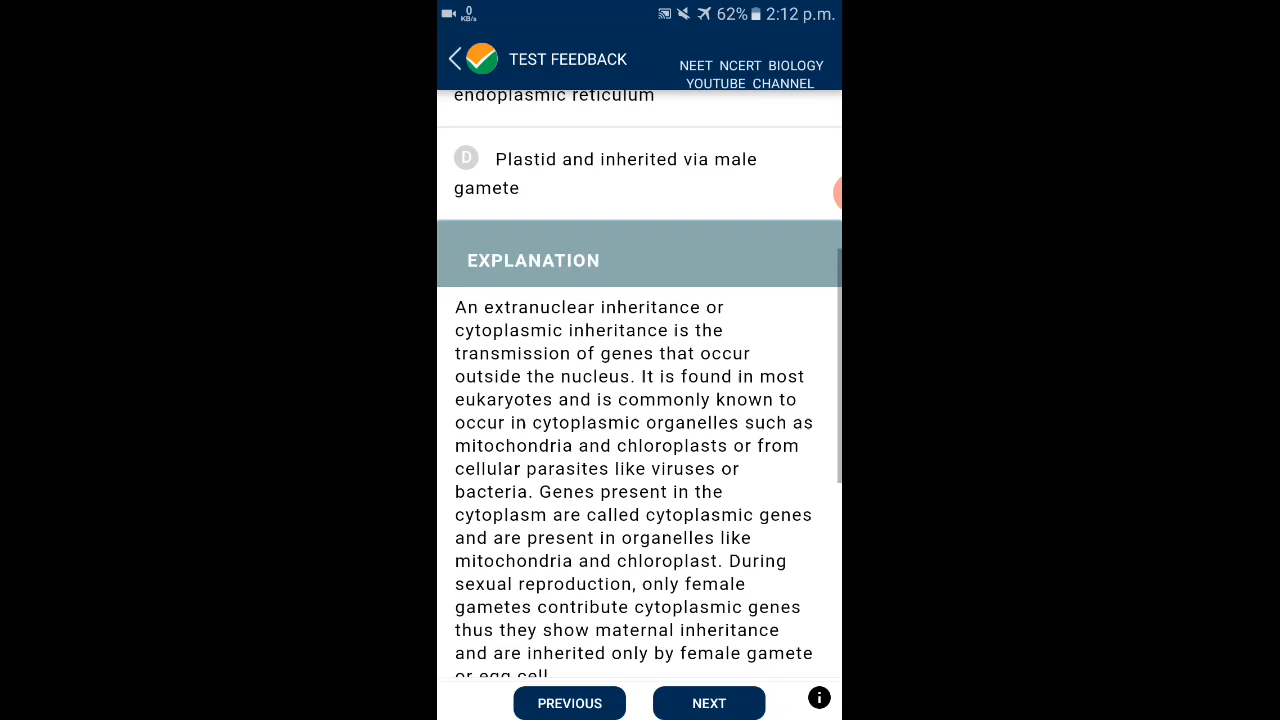 0
KB/s
62% 2:12 p.m.
TEST FEEDBACK
NEET NCERT BIOLOGY
YOUTUBE CHANNEL
endoplasmic reticulum
D Plastid and inherited via male
gamete
EXPLANATION
An extranuclear inheritance or
cytoplasmic inheritance is the
transmission of genes that occur
outside the nucleus. It is found in most
eukaryotes and is commonly known to
occur in cytoplasmic organelles such as
mitochondria and chloroplasts or from
cellular parasites like viruses or
bacteria. Genes present in the
cytoplasm are called cytoplasmic genes
and are present in organelles like
mitochondria and chloroplast. During
sexual reproduction, only female
gametes contribute cytoplasmic genes
thus they show maternal inheritance
and are inherited only by female gamete
or egg cell
PREVIOUS NEXT i